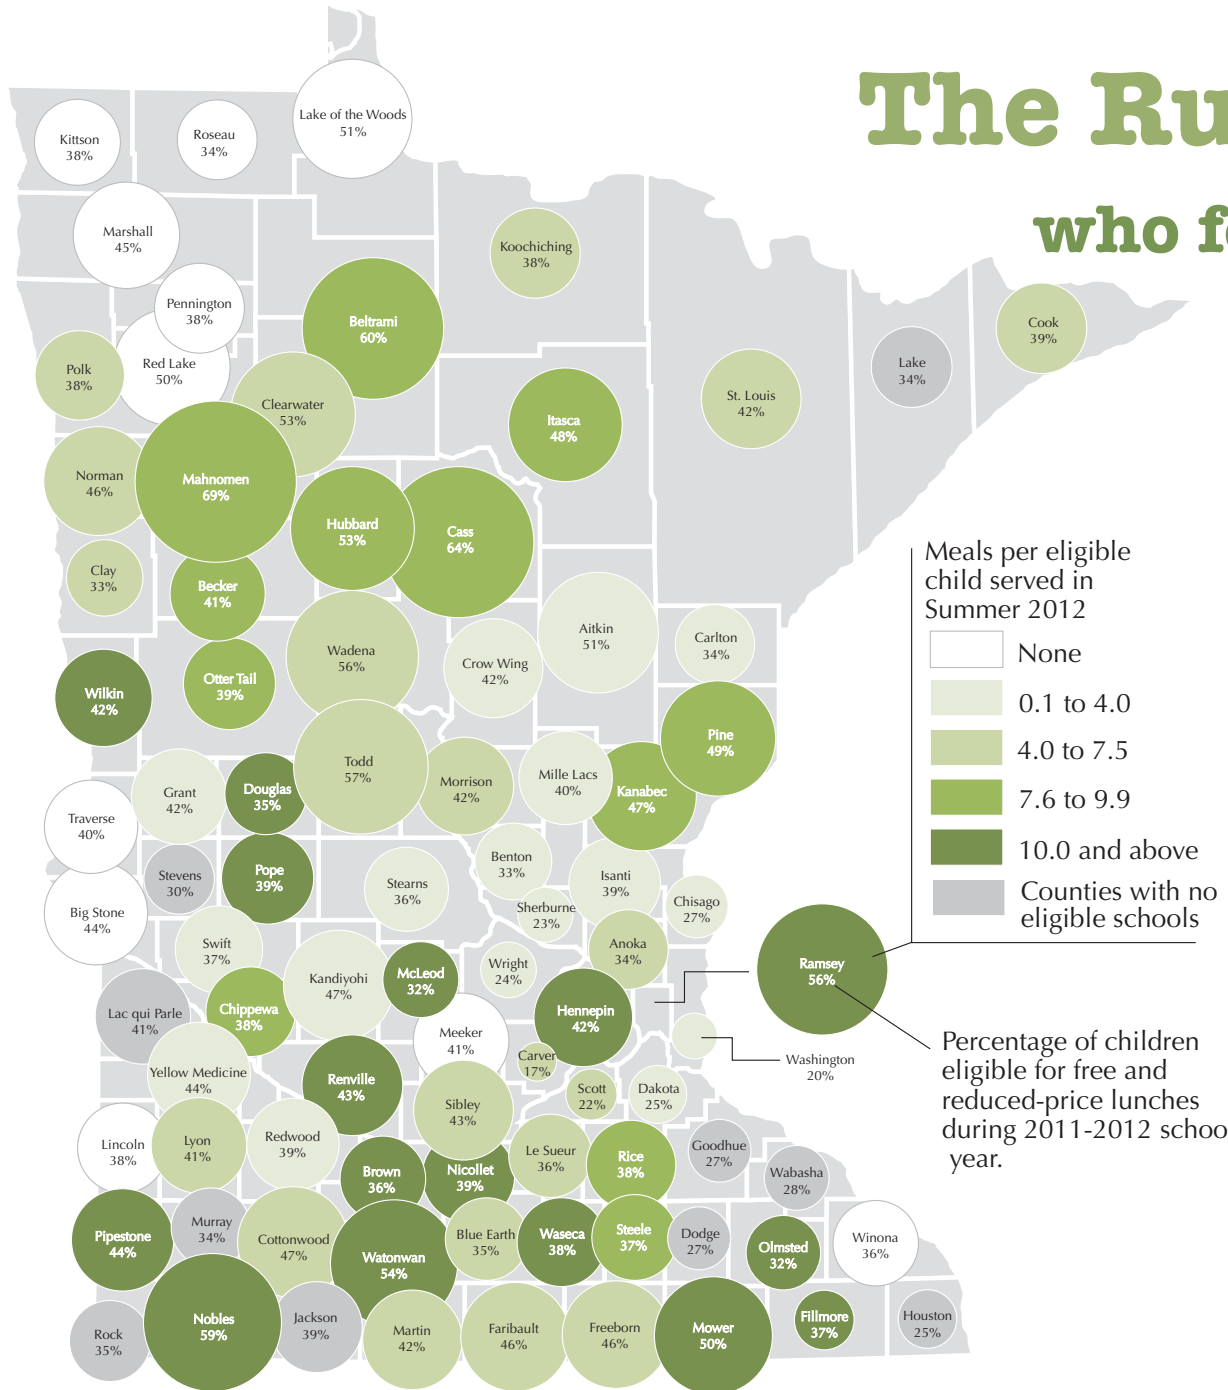 The Ru
who fe
Lake of the Woods
51%
Kittson
38%
Roseau
34%
Marshall
45%
Koochiching
38%
Pennington
38%
Beltrami
60%
Cook
39%
Polk
38%
Red Lake
50%
Lake
34%
Clearwater
53%
St. Louis
42%
Itasca
48%
Norman
46%
Mahnomen
69%
Hubbard
53%
Cass
64%
Clay
33%
Becker
41%
Aitkin
51%
Carlton
34%
Wadena
56%
Crow Wing
42%
Wilkin
42%
Otter Tail
39%
Pine
49%
Todd
57%
Morrison
42%
Mille Lacs
40%
Kanabec
47%
Grant
42%
Douglas
35%
Traverse
40%
Stevens
30%
Pope
39%
Stearns
36%
Benton
33%
Isanti
39%
Chisago
27%
Big Stone
44%
Sherburne
23%
Swift
37%
Anoka
34%
Kandiyohi
47%
McLeod
32%
Wright
24%
Ramsey
56%
Lac qui Parle
41%
Chippewa
38%
Hennepin
42%
Meeker
41%
Carver
17%
Washington
20%
Yellow Medicine
44%
Renville
43%
Scott
22%
Dakota
25%
Sibley
43%
Lincoln
38%
Lyon
41%
Redwood
39%
Le Sueur
36%
Rice
38%
Goodhue
27%
Wabasha
28%
Brown
36%
Nicollet
39%
Pipestone
44%
Murray
34%
Cottonwood
47%
Watonwan
54%
Blue Earth
35%
Waseca
38%
Steele
37%
Dodge
27%
Olmsted
32%
Winona
36%
Rock
35%
Nobles
59%
Jackson
39%
Martin
42%
Faribault
46%
Freeborn
46%
Mower
50%
Fillmore
37%
Houston
25%
Meals per eligible
child served in
Summer 2012
None
0.1 to 4.0
4.0 to 7.5
7.6 to 9.9
10.0 and above
Counties with no
eligible schools
Percentage of children
eligible for free and
reduced-price lunches
during 2011-2012 schoo
year.